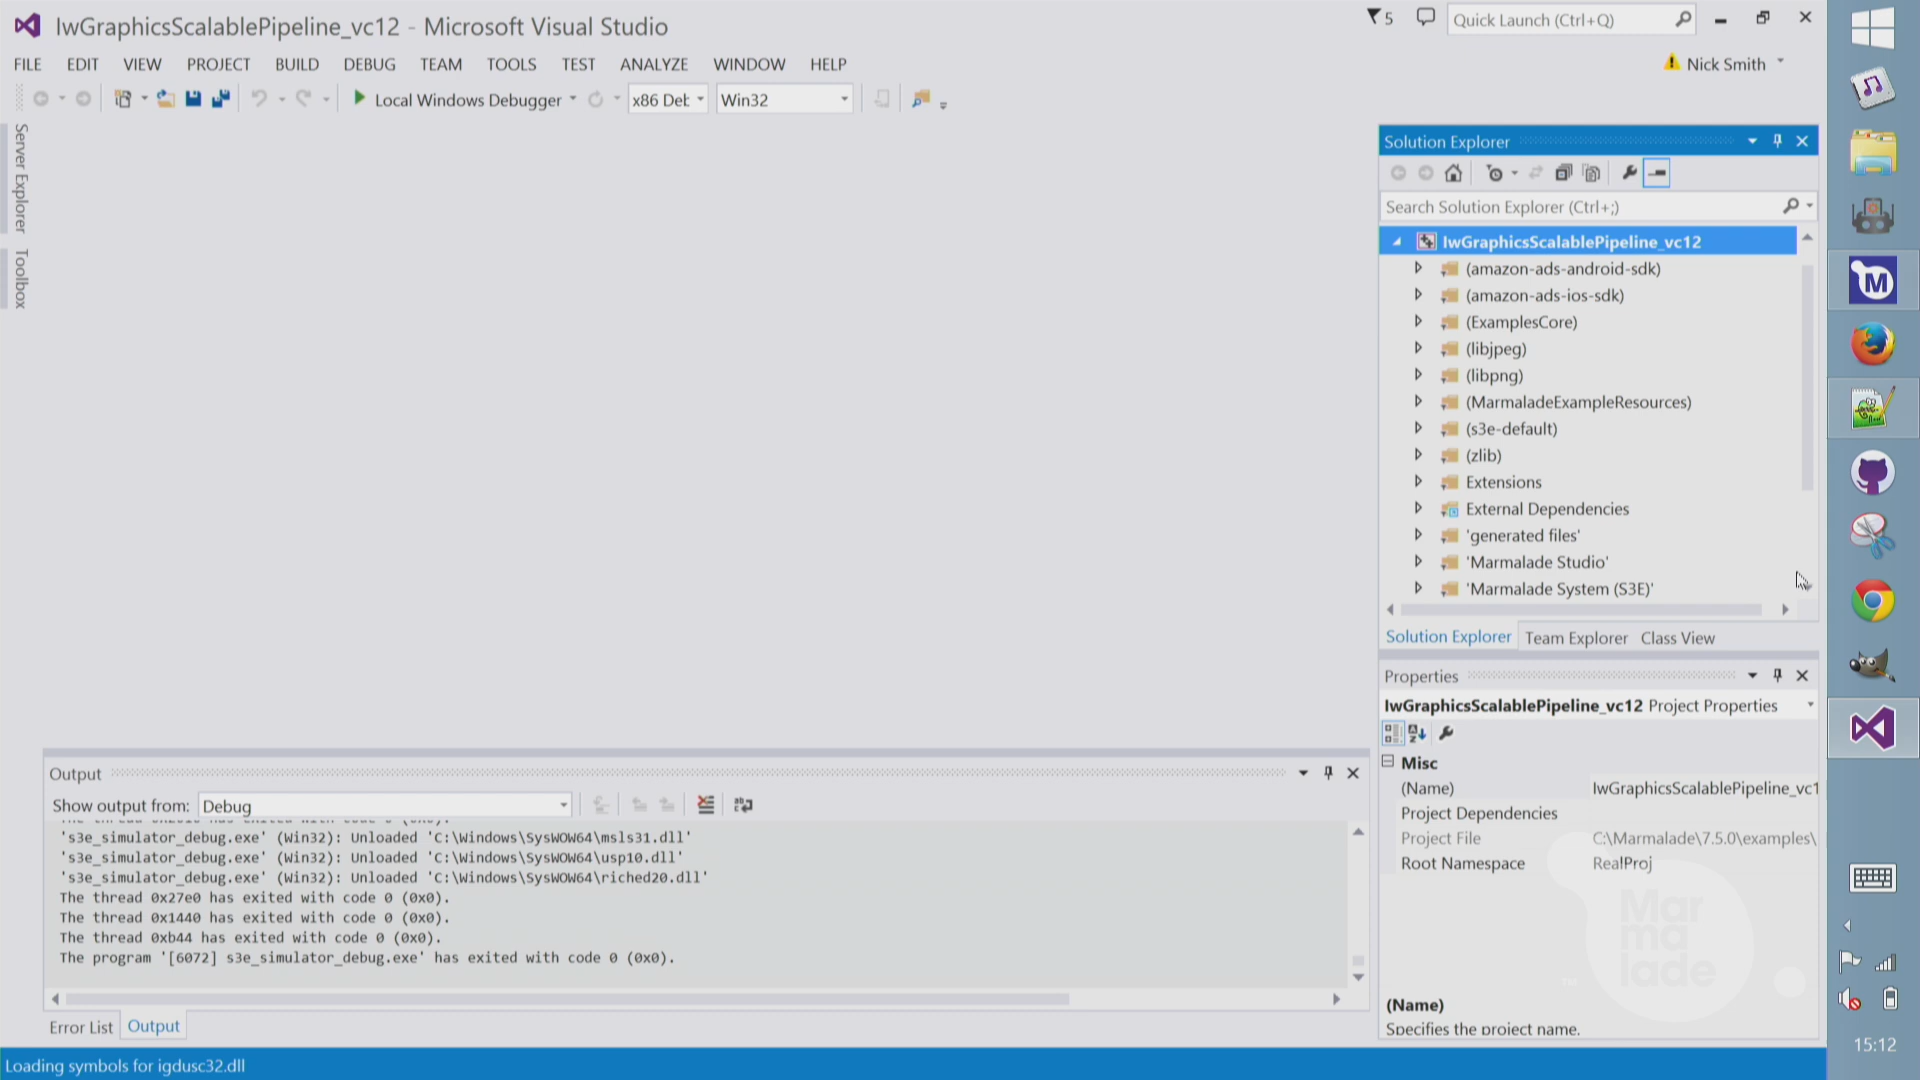 IwGraphicsScalablePipeline_vc12 - Microsoft Visual Studio
5
Quick Launch (Ctrl+Q)
FILE EDIT VIEW PROJECT BUILD DEBUG TEAM TOOLS TEST ANALYZE WINDOW HELP
Nick Smith
Local Windows Debugger
x86 Det
Win32
Server Explorer
Toolbox
Solution Explorer
Search Solution Explorer (Ctrl+;)
IwGraphicsScalablePipeline_vc12
(amazon-ads-android-sdk)
(amazon-ads-ios-sdk)
(ExamplesCore)
(libjpeg)
(libpng)
(MarmaladeExampleResources)
(s3e-default)
(zlib)
Extensions
External Dependencies
'generated files'
'Marmalade Studio'
'Marmalade System (S3E)'
Solution Explorer Team Explorer Class View
Properties
IwGraphicsScalablePipeline_vc12 Project Properties
Misc
(Name) IwGraphicsScalablePipeline_vc1
Project Dependencies
Project File C:\Marmalade\7.5.0\examples\
Root Namespace RealProj
Mar
ma
lade
(Name)
Specifies the project name.
Output
Show output from: Debug
's3e_simulator_debug.exe' (Win32): Unloaded 'C:\Windows\SysWOW64\msls31.dll'
's3e_simulator_debug.exe' (Win32): Unloaded 'C:\Windows\SysWOW64\usp10.dll'
's3e_simulator_debug.exe' (Win32): Unloaded 'C:\Windows\SysWOW64\riched20.dll'
The thread 0x27e0 has exited with code 0 (0x0).
The thread 0x1440 has exited with code 0 (0x0).
The thread 0xb44 has exited with code 0 (0x0).
The program '[6072] s3e_simulator_debug.exe' has exited with code 0 (0x0).
Error List Output
Loading symbols for igdusc32.dll
M
15:12